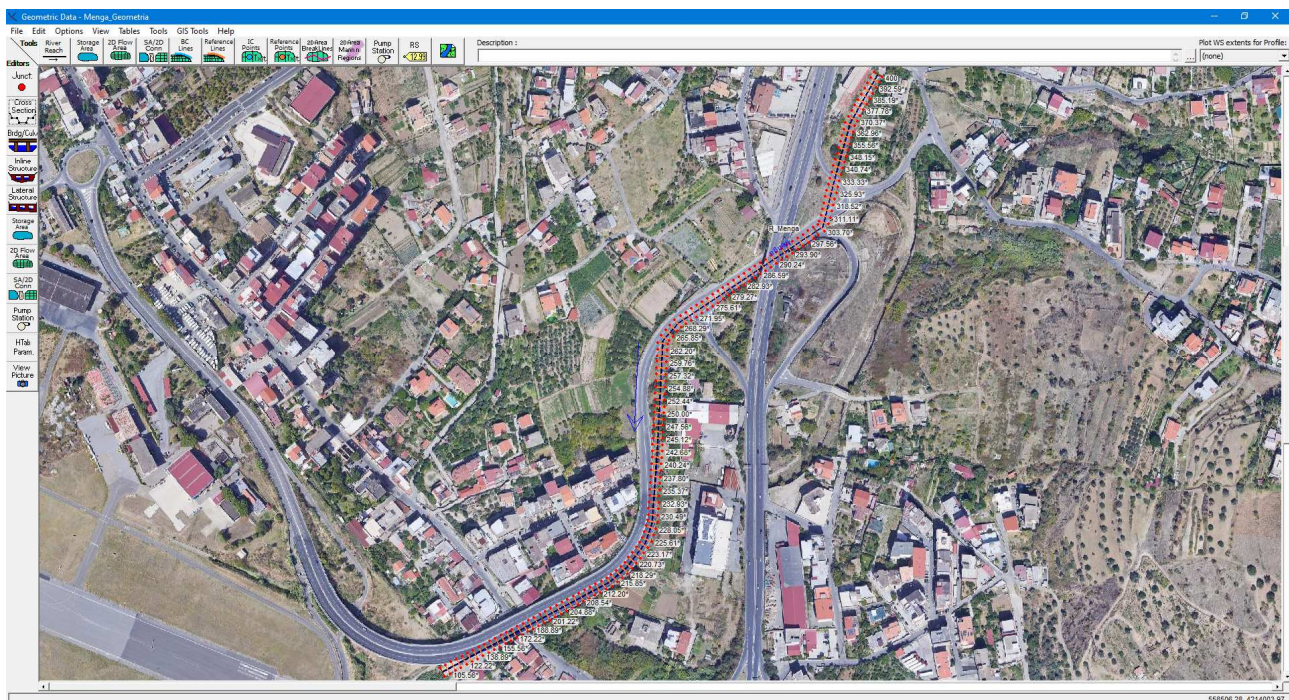 Geometric Data - Menga_Geometria
File Edit Options View Tables Tools GIS Tools Help
Tools River Reach Storage Area 2D Flow Area SA/2D Conn BC Lines Reference Lines IC Points Reference Points 2D Area BreakLines 2D Area Mann n Regions Pump Station RS
Description :
Plot WS extents for Profile:
(none)
Editors
Junct.
Cross Section
Brdg/Culv
Inline Structure
Lateral Structure
Storage Area
2D Flow Area
SA/2D Conn
Pump Station
HTab Param.
View Picture
400
392.59*
385.19*
377.78*
370.37*
362.96*
355.56*
348.15*
340.74*
333.33*
325.93*
318.52*
311.11*
303.70*
R_Menga
297.56*
293.90*
290.24*
286.59*
282.93*
279.27*
275.61*
271.95*
268.29*
265.85*
262.20*
259.76*
257.32*
254.88*
252.44*
250.00*
247.56*
245.12*
242.68*
240.24*
237.80*
235.37*
232.93*
230.49*
228.05*
225.61*
223.17*
220.73*
218.29*
215.85*
212.20*
208.54*
204.88*
201.22*
188.89*
172.22*
155.56*
138.89*
122.22*
105.56*
558506.28, 4214003.97